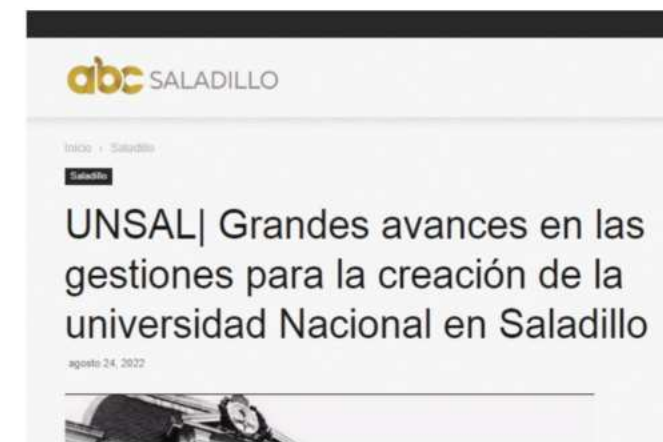 abc SALADILLO
Inicio › Saladillo
Saladillo
UNSAL| Grandes avances en las
gestiones para la creación de la
universidad Nacional en Saladillo
agosto 24, 2022